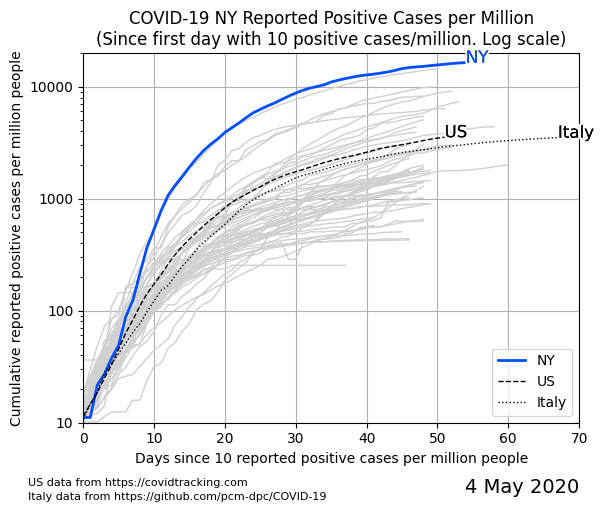 COVID-19 NY Reported Positive Cases per Million
(Since first day with 10 positive cases/million. Log scale)
Cumulative reported positive cases per million people
10000
1000
100
10
NY
US
Italy
NY
US
Italy
0 10 20 30 40 50 60 70
Days since 10 reported positive cases per million people
US data from https://covidtracking.com
Italy data from https://github.com/pcm-dpc/COVID-19
4 May 2020